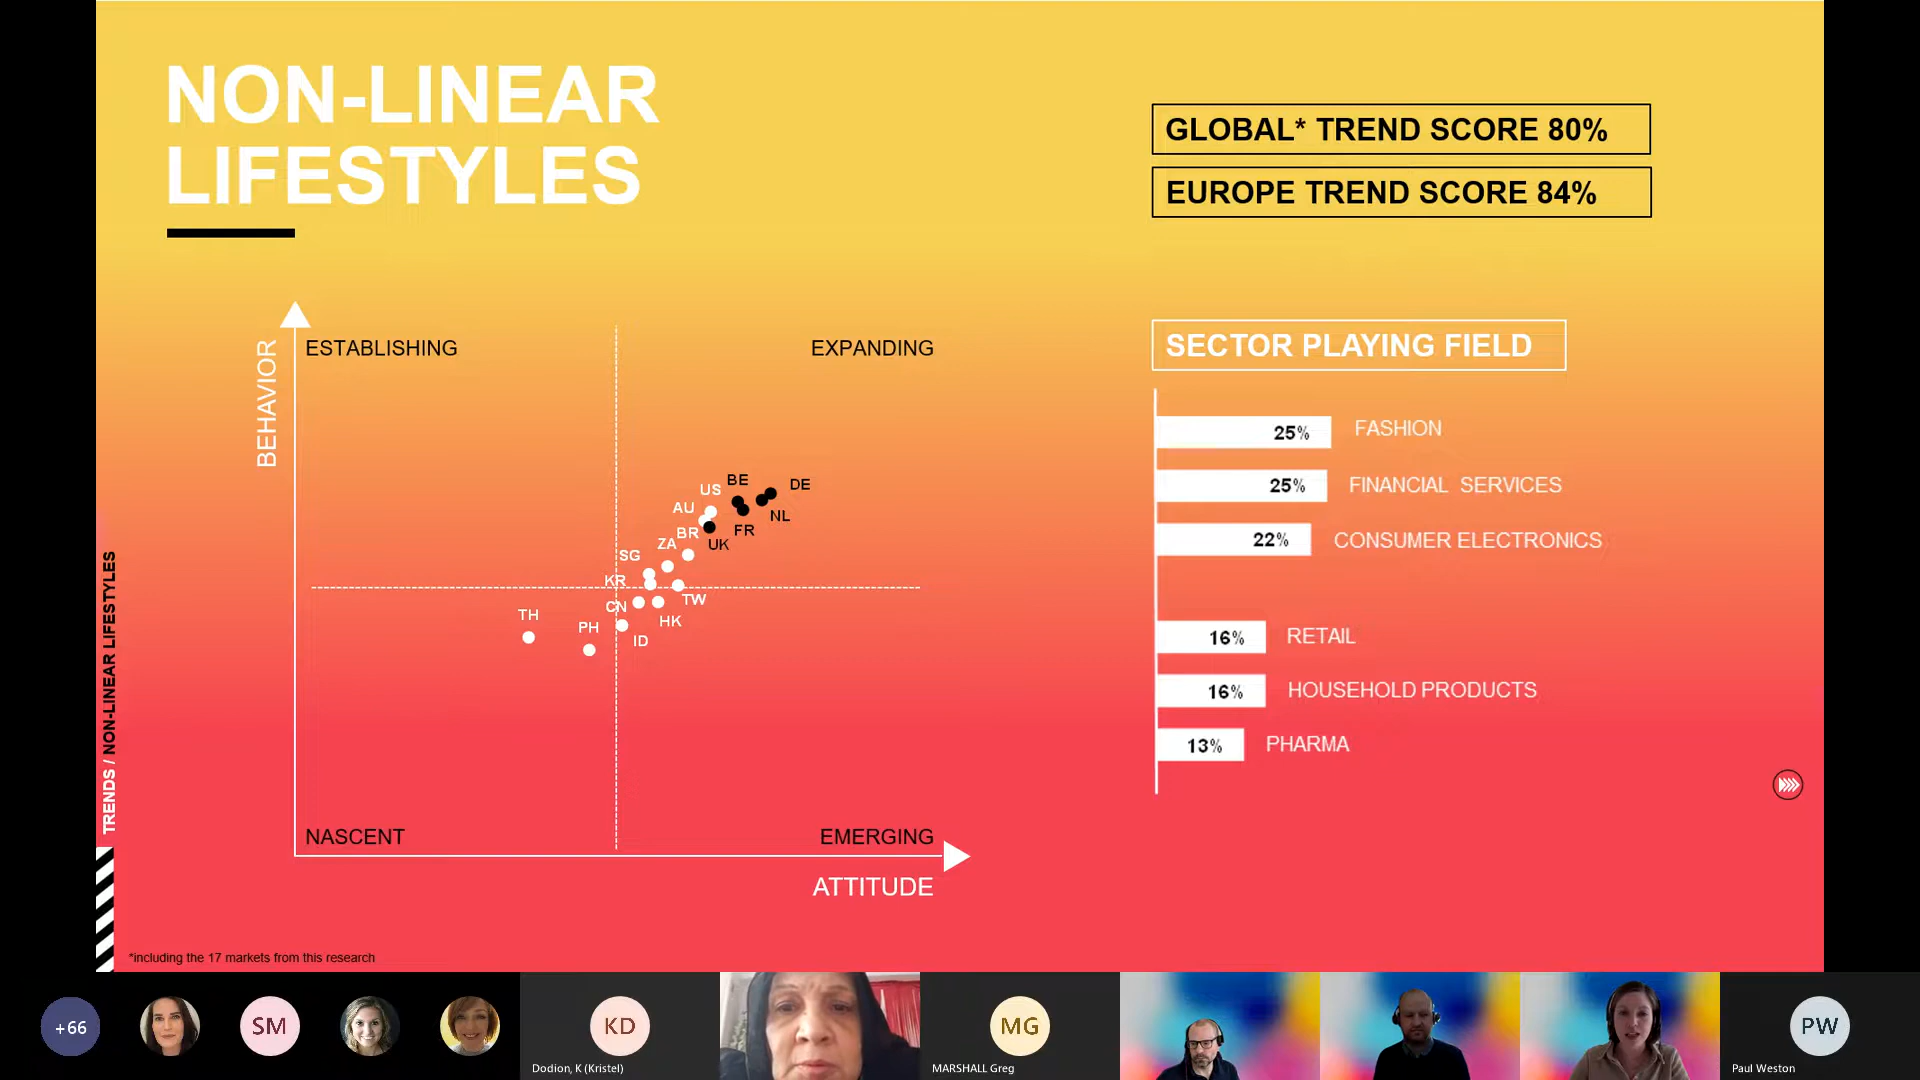 NON-LINEAR
LIFESTYLES
GLOBAL* TREND SCORE 80%
EUROPE TREND SCORE 84%
BEHAVIOR
ESTABLISHING
EXPANDING
US
BE
DE
AU
NL
BR
FR
UK
ZA
SG
KR
TW
CN
HK
TH
PH
ID
NASCENT
EMERGING
ATTITUDE
SECTOR PLAYING FIELD
25% FASHION
25% FINANCIAL SERVICES
22% CONSUMER ELECTRONICS
16% RETAIL
16% HOUSEHOLD PRODUCTS
13% PHARMA
TRENDS / NON-LINEAR LIFESTYLES
*including the 17 markets from this research
+66
SM
KD
Dodion, K (Kristel)
MG
MARSHALL Greg
PW
Paul Weston